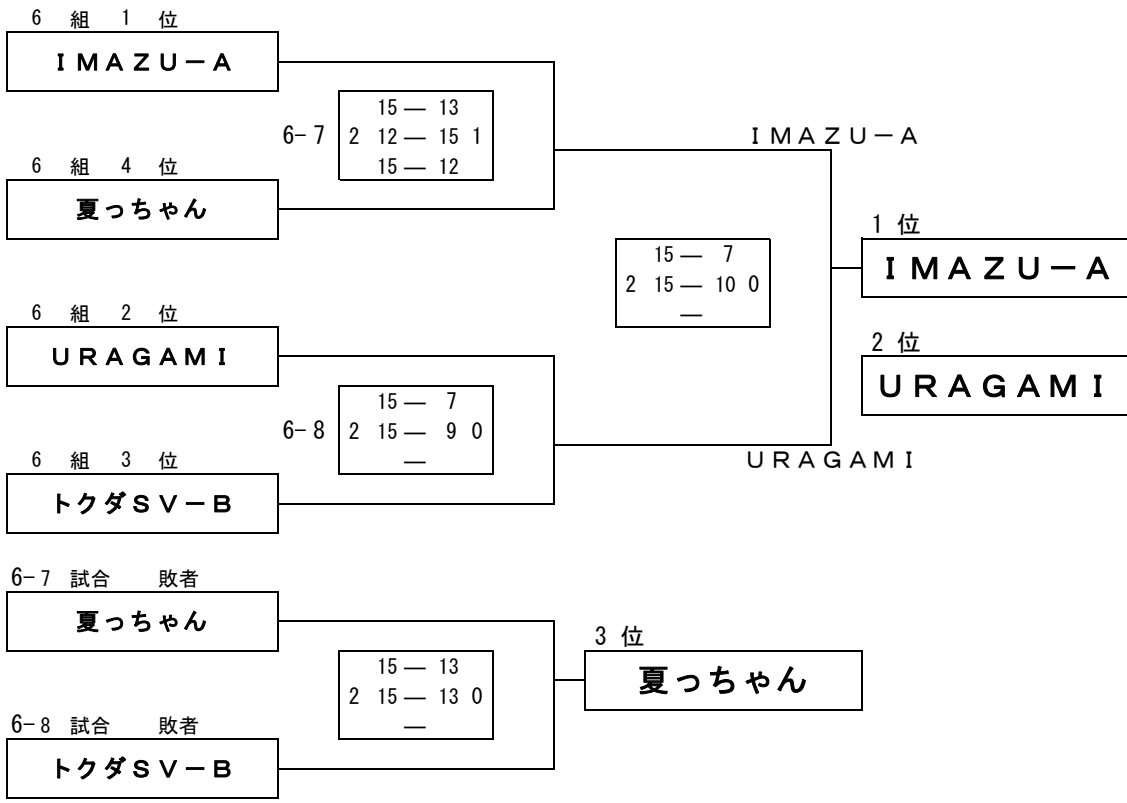 6 組 1 位
ＩＭＡＺＵ－Ａ
15 ― 13
6-7 2 12 ― 15 1
15 ― 12
ＩＭＡＺＵ－Ａ
6 組 4 位
夏っちゃん
1 位
ＩＭＡＺＵ－Ａ
15 ― 7
2 15 ― 10 0
―
6 組 2 位
ＵＲＡＧＡＭＩ
2 位
ＵＲＡＧＡＭＩ
15 ― 7
6-8 2 15 ― 9 0
―
ＵＲＡＧＡＭＩ
6 組 3 位
トクダＳＶ－Ｂ
6-7 試合 敗者
夏っちゃん
3 位
夏っちゃん
15 ― 13
2 15 ― 13 0
―
6-8 試合 敗者
トクダＳＶ－Ｂ